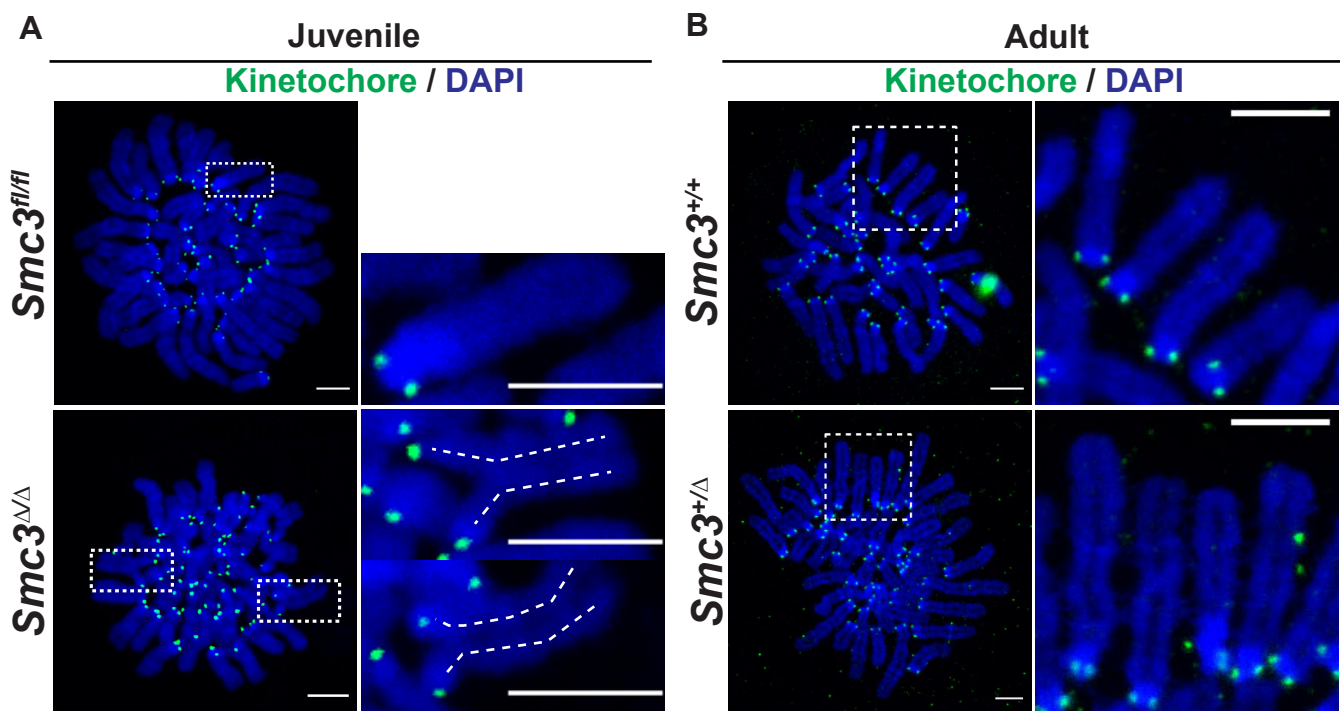 A
Juvenile
Kinetochore / DAPI
Smc3fl/fl
Smc3Δ/Δ
B
Adult
Kinetochore / DAPI
Smc3+/+
Smc3+/Δ